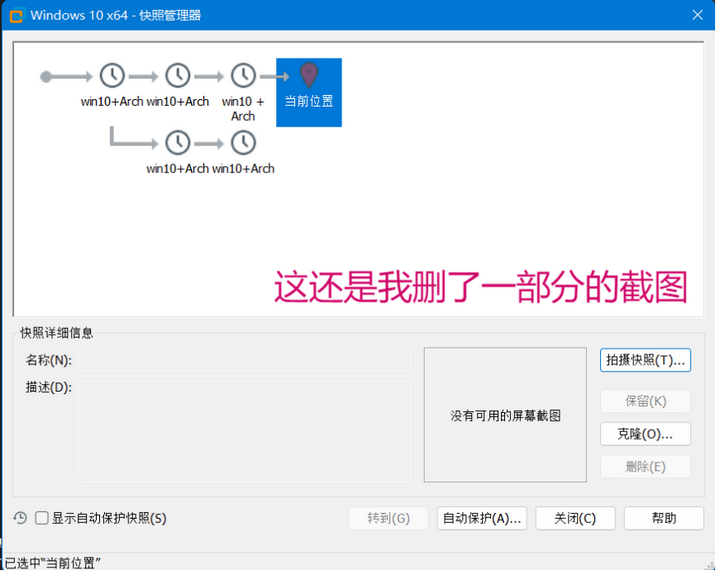 Windows 10 x64 - 快照管理器
win10+Arch win10+Arch win10 + Arch 当前位置
win10+Arch win10+Arch
这还是我删了一部分的截图
快照详细信息
名称(N):
描述(D):
没有可用的屏幕截图
拍摄快照(T)...
保留(K)
克隆(O)...
删除(E)
显示自动保护快照(S)
转到(G)
自动保护(A)...
关闭(C)
帮助
已选中“当前位置”